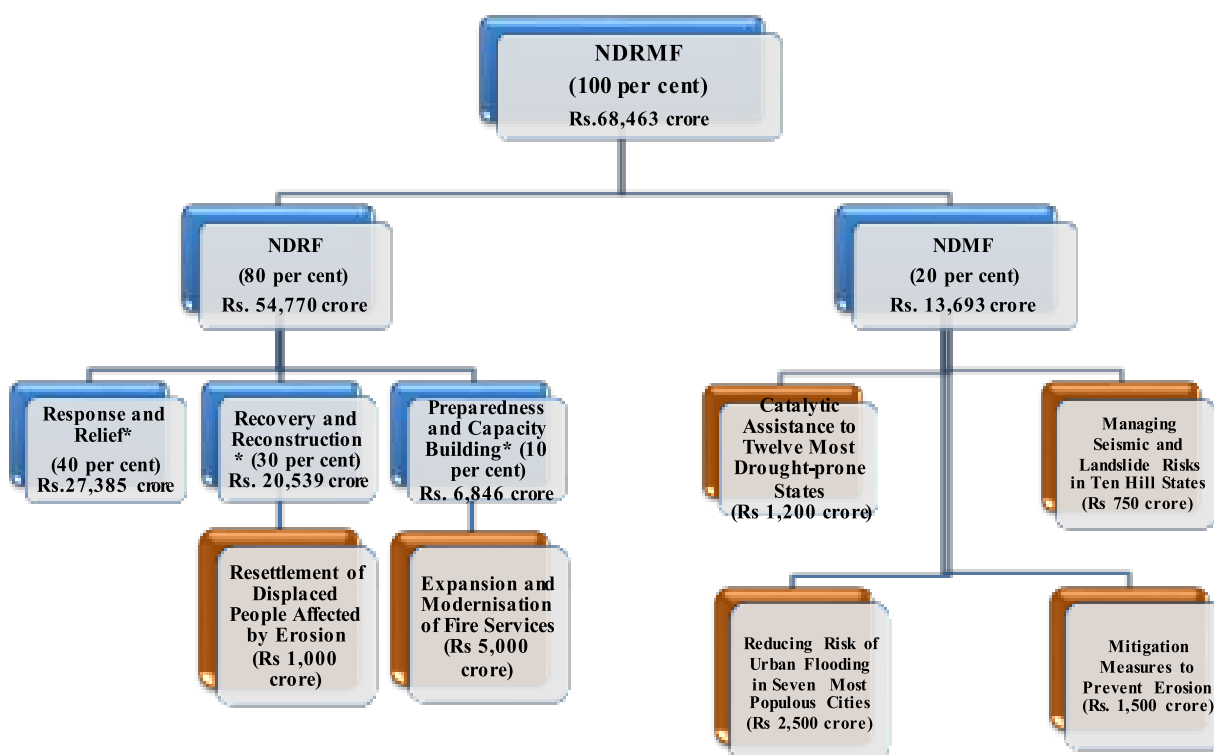 NDRMF
(100 per cent)
Rs.68,463 crore
NDRF
(80 per cent)
Rs. 54,770 crore
NDMF
(20 per cent)
Rs. 13,693 crore
Response and
Relief*
(40 per cent)
Rs.27,385 crore
Recovery and
Reconstruction
* (30 per cent)
Rs. 20,539 crore
Preparedness
and Capacity
Building* (10
per cent)
Rs. 6,846 crore
Catalytic
Assistance to
Twelve Most
Drought-prone
States
(Rs 1,200 crore)
Managing
Seismic and
Landslide Risks
in Ten Hill States
(Rs 750 crore)
Resettlement of
Displaced
People Affected
by Erosion
(Rs 1,000
crore)
Expansion and
Modernisation
of Fire Services
(Rs 5,000
crore)
Reducing Risk of
Urban Flooding
in Seven Most
Populous Cities
(Rs 2,500 crore)
Mitigation
Measures to
Prevent Erosion
(Rs. 1,500 crore)